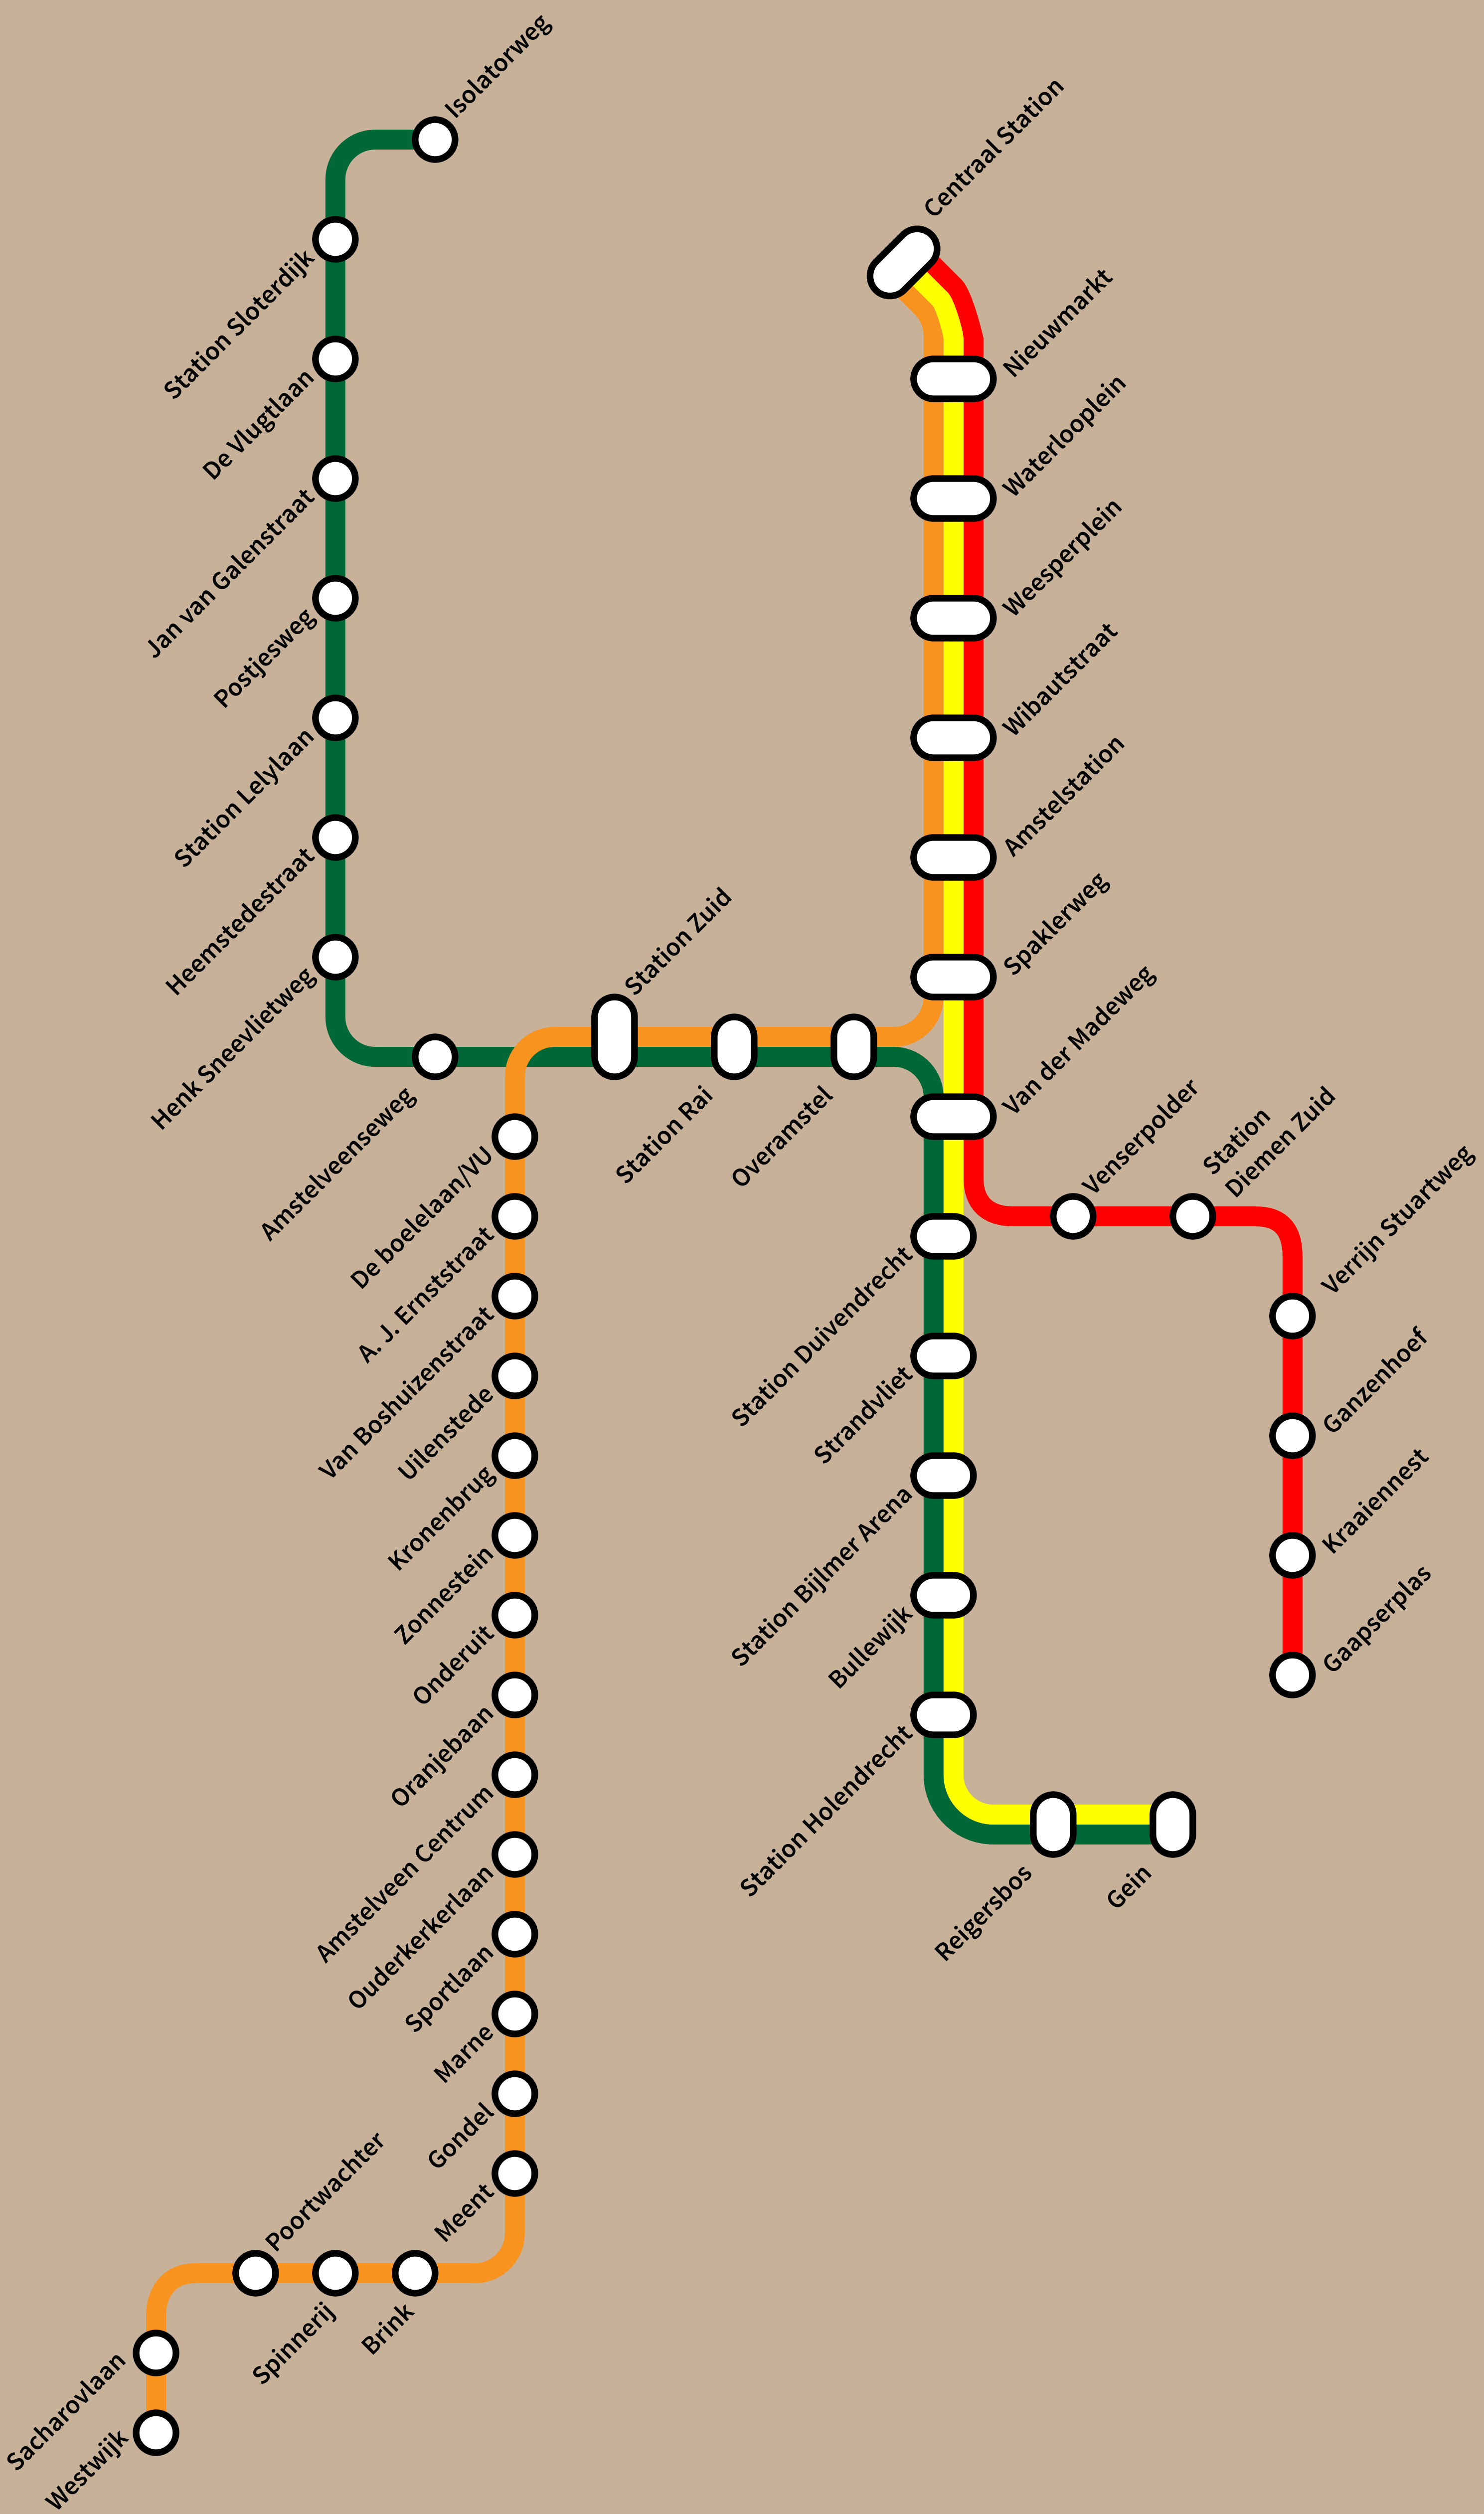 Isolatorweg
Station Sloterdijk
De Vlugtlaan
Jan van Galenstraat
Postjesweg
Station Lelylaan
Heemstedestraat
Henk Sneevlietweg
Amstelveenseweg
Station Zuid
Station Rai
Overamstel
Centraal Station
Nieuwmarkt
Waterlooplein
Weesperplein
Wibautstraat
Amstelstation
Spaklerweg
Van der Madeweg
Venserpolder
Station
Diemen Zuid
Verrijn Stuartweg
Ganzenhoef
Kraaiennest
Gaapserplas
Station Duivendrecht
Strandvliet
Station Bijlmer Arena
Bullewijk
Station Holendrecht
Reigersbos
Gein
De boelelaan/VU
A. J. Ernststraat
Van Boshuizenstraat
Uilenstede
Kronenbrug
Zonnestein
Onderuit
Oranjebaan
Amstelveen Centrum
Ouderkerkerlaan
Sportlaan
Marne
Gondel
Meent
Brink
Spinnerij
Poortwachter
Sacharovlaan
Westwijk